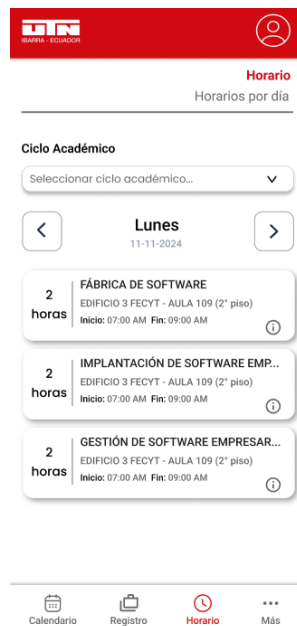 UTN
IBARRA - ECUADOR
Horario
Horarios por día
Ciclo Académico
Seleccionar ciclo académico...
Lunes
11-11-2024
2
horas
FÁBRICA DE SOFTWARE
EDIFICIO 3 FECYT - AULA 109 (2° piso)
Inicio: 07:00 AM Fin: 09:00 AM
2
horas
IMPLANTACIÓN DE SOFTWARE EMP...
EDIFICIO 3 FECYT - AULA 109 (2° piso)
Inicio: 07:00 AM Fin: 09:00 AM
2
horas
GESTIÓN DE SOFTWARE EMPRESAR...
EDIFICIO 3 FECYT - AULA 109 (2° piso)
Inicio: 07:00 AM Fin: 09:00 AM
Calendario Registro Horario Más